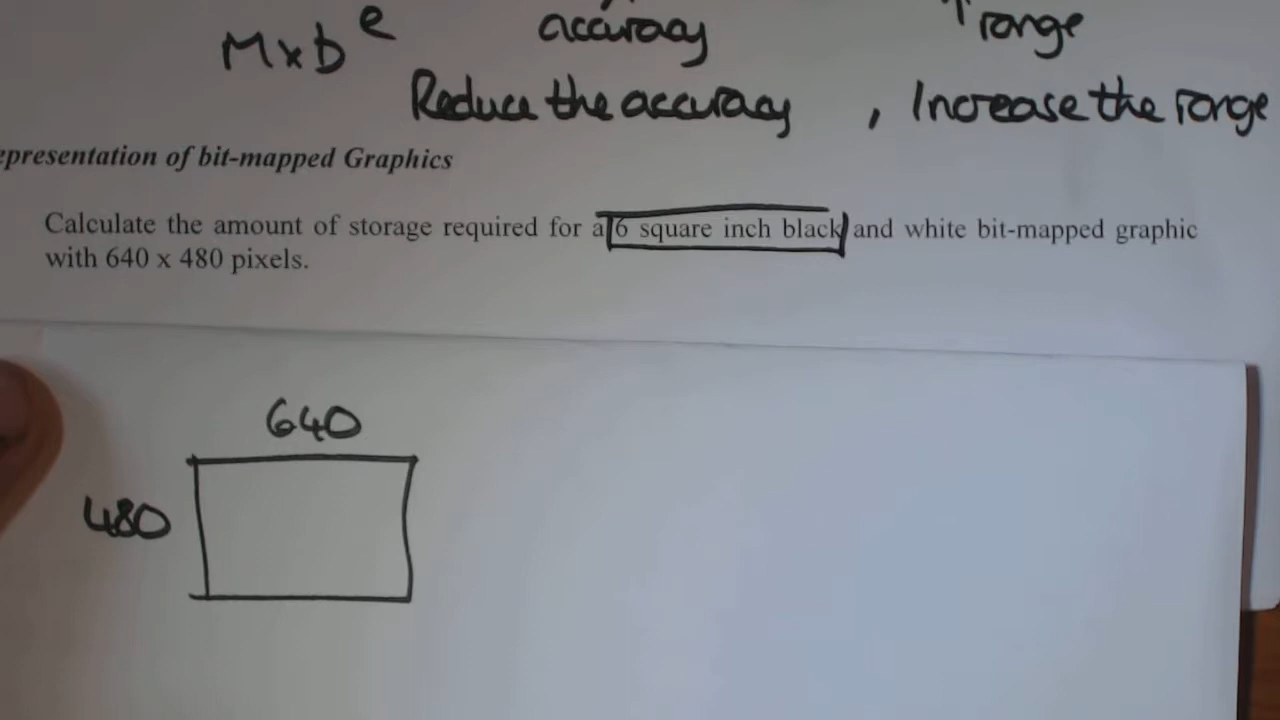 M x b^e accuracy ↑ range
Reduce the accuracy , Increase the range
epresentation of bit-mapped Graphics
Calculate the amount of storage required for a 6 square inch black and white bit-mapped graphic
with 640 x 480 pixels.
640
480